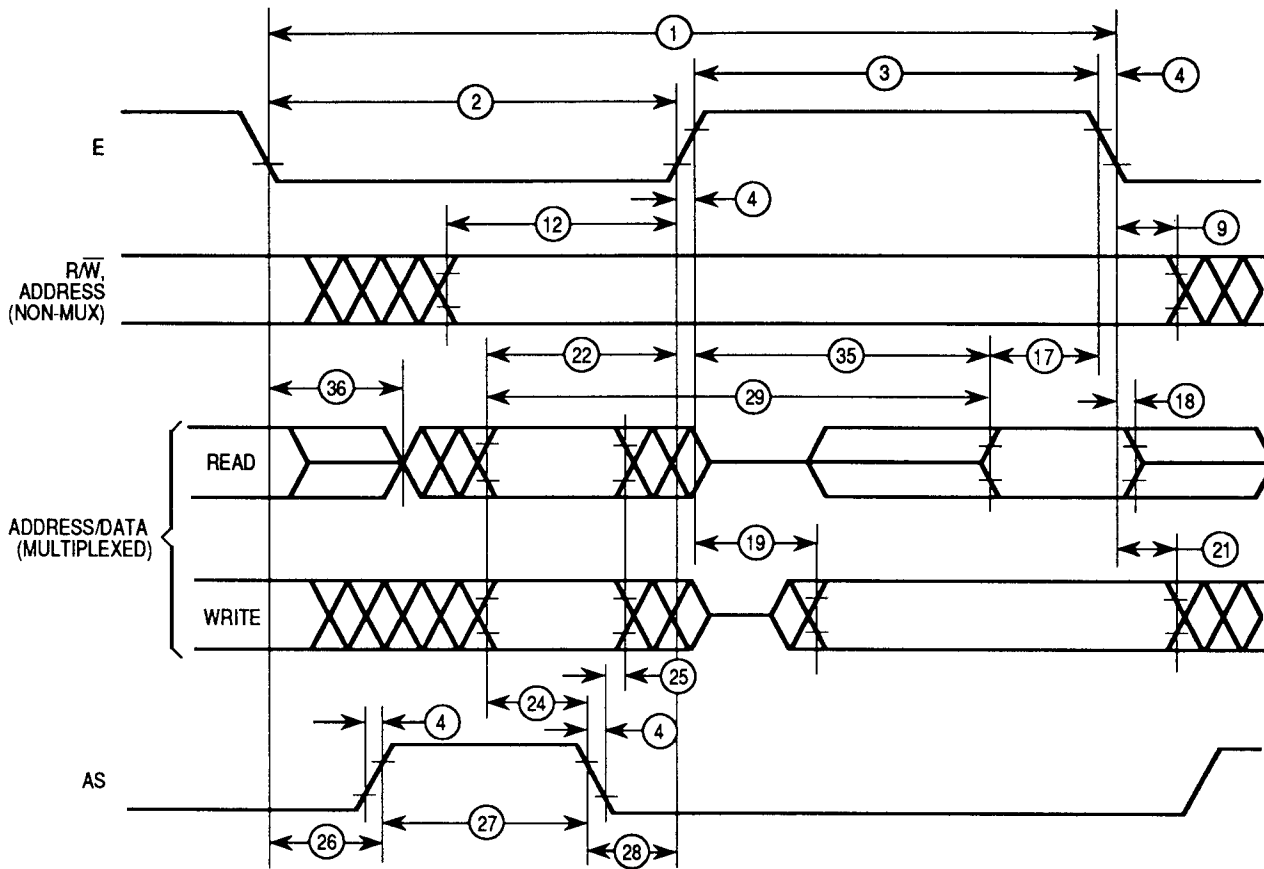 1
3
4
2
E
4
12
9
R/W̅,
ADDRESS
(NON-MUX)
22
35
17
36
29
18
READ
ADDRESS/DATA
(MULTIPLEXED)
19
21
WRITE
25
24
4
4
AS
26
27
28